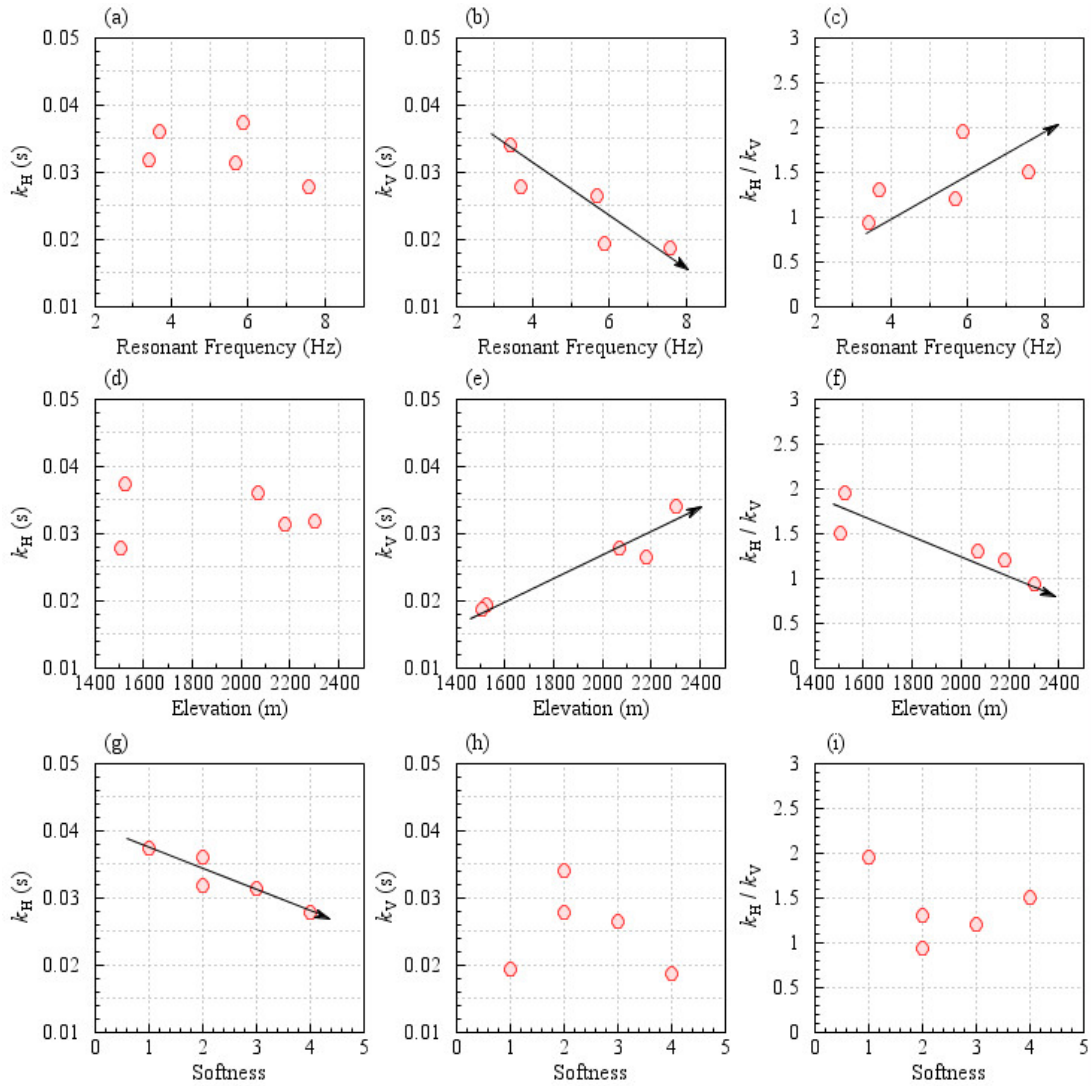 (a)
0.05
0.04
0.03
0.02
0.01
k_H (s)
2 4 6 8
Resonant Frequency (Hz)
(b)
0.05
0.04
0.03
0.02
0.01
k_V (s)
2 4 6 8
Resonant Frequency (Hz)
(c)
3
2.5
2
1.5
1
0.5
0
k_H / k_V
2 4 6 8
Resonant Frequency (Hz)
(d)
0.05
0.04
0.03
0.02
0.01
k_H (s)
1400 1600 1800 2000 2200 2400
Elevation (m)
(e)
0.05
0.04
0.03
0.02
0.01
k_V (s)
1400 1600 1800 2000 2200 2400
Elevation (m)
(f)
3
2.5
2
1.5
1
0.5
0
k_H / k_V
1400 1600 1800 2000 2200 2400
Elevation (m)
(g)
0.05
0.04
0.03
0.02
0.01
k_H (s)
0 1 2 3 4 5
Softness
(h)
0.05
0.04
0.03
0.02
0.01
k_V (s)
0 1 2 3 4 5
Softness
(i)
3
2.5
2
1.5
1
0.5
0
k_H / k_V
0 1 2 3 4 5
Softness